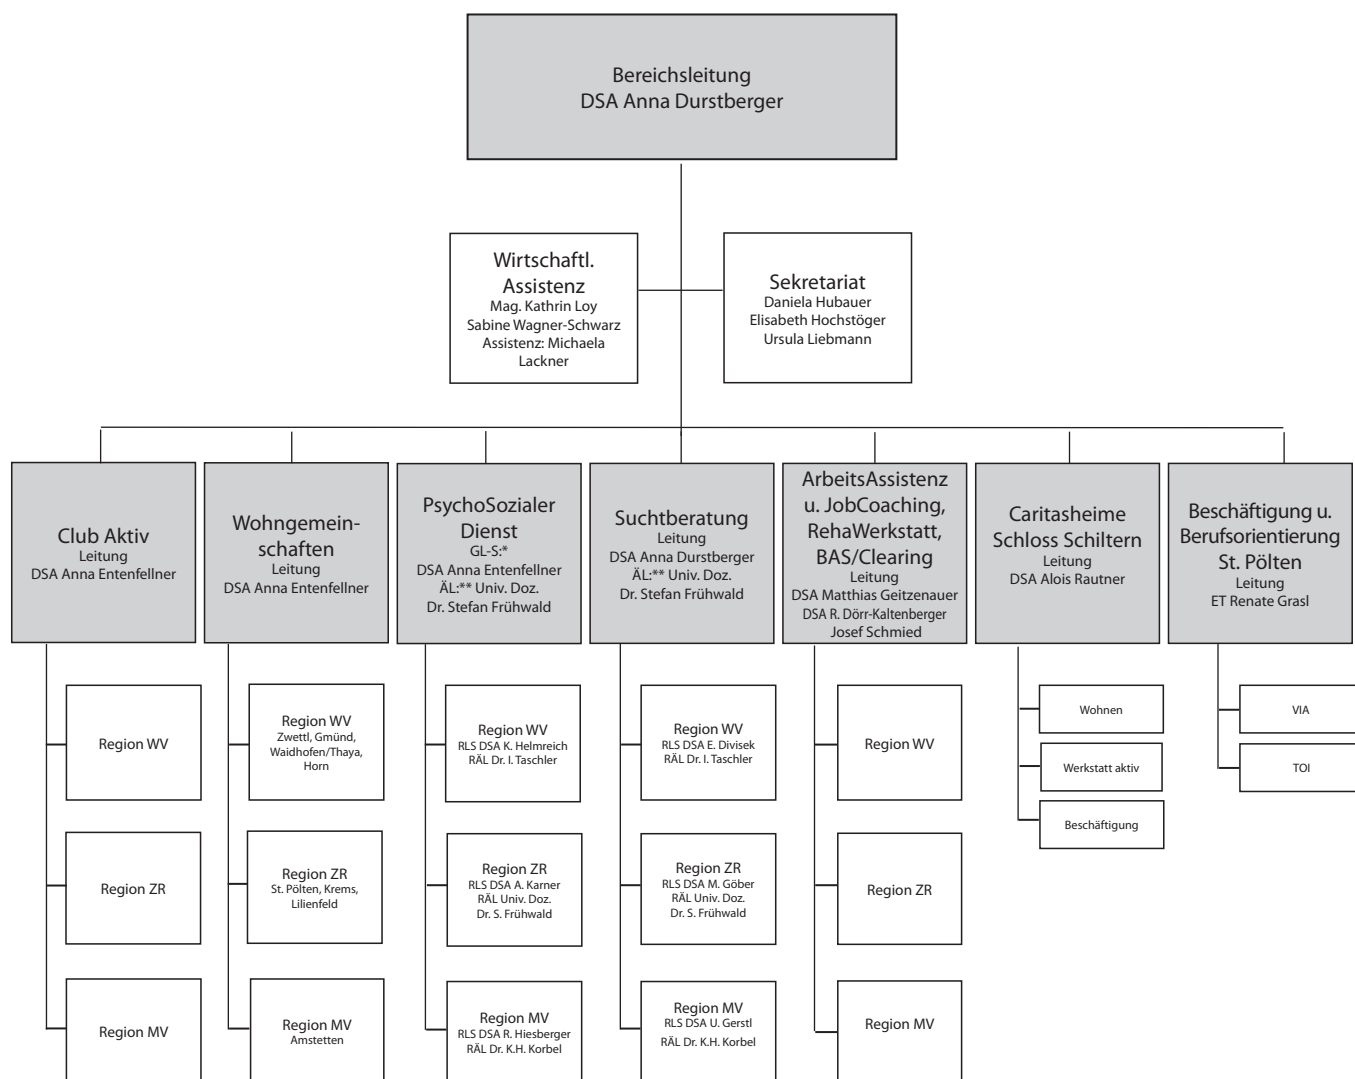 Bereichsleitung
DSA Anna Durstberger
Wirtschaftl.
Assistenz
Mag. Kathrin Loy
Sabine Wagner-Schwarz
Assistenz: Michaela
Lackner
Sekretariat
Daniela Hubauer
Elisabeth Hochstöger
Ursula Liebmann
Club Aktiv
Leitung
DSA Anna Entenfellner
Wohngemein-
schaften
Leitung
DSA Anna Entenfellner
PsychoSozialer
Dienst
GL-S:*
DSA Anna Entenfellner
ÄL:** Univ. Doz.
Dr. Stefan Frühwald
Suchtberatung
Leitung
DSA Anna Durstberger
ÄL:** Univ. Doz.
Dr. Stefan Frühwald
ArbeitsAssistenz
u. JobCoaching,
RehaWerkstatt,
BAS/Clearing
Leitung
DSA Matthias Geitzenauer
DSA R. Dörr-Kaltenberger
Josef Schmied
Caritasheime
Schloss Schiltern
Leitung
DSA Alois Rautner
Beschäftigung u.
Berufsorientierung
St. Pölten
Leitung
ET Renate Grasl
Region WV
Region ZR
Region MV
Region WV
Zwettl, Gmünd,
Waidhofen/Thaya,
Horn
Region ZR
St. Pölten, Krems,
Lilienfeld
Region MV
Amstetten
Region WV
RLS DSA K. Helmreich
RÄL Dr. I. Taschler
Region ZR
RLS DSA A. Karner
RÄL Univ. Doz.
Dr. S. Frühwald
Region MV
RLS DSA R. Hiesberger
RÄL Dr. K.H. Korbel
Region WV
RLS DSA E. Divisek
RÄL Dr. I. Taschler
Region ZR
RLS DSA M. Göber
RÄL Univ. Doz.
Dr. S. Frühwald
Region MV
RLS DSA U. Gerstl
RÄL Dr. K.H. Korbel
Region WV
Region ZR
Region MV
Wohnen
Werkstatt aktiv
Beschäftigung
VIA
TOI